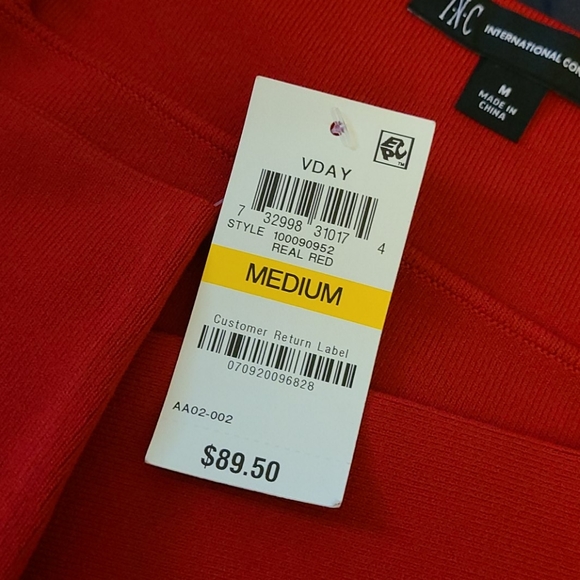 I·N·C
INTERNATIONAL
M
MADE IN
CHINA
EPC
VDAY
7 32998 31017 4
STYLE 100090952
REAL RED
MEDIUM
Customer Return Label
070920096828
AA02-002
$89.50